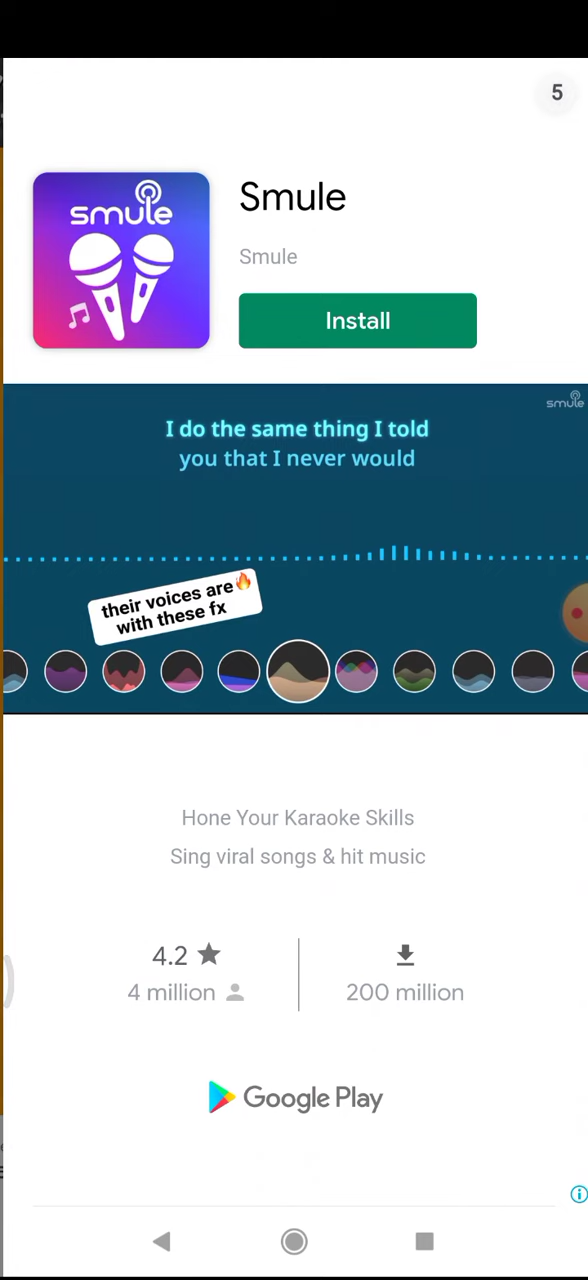 5
smule
Smule
Smule
Install
smule
I do the same thing I told
you that I never would
their voices are🔥
with these fx
Hone Your Karaoke Skills
Sing viral songs & hit music
4.2 ★
4 million
200 million
Google Play